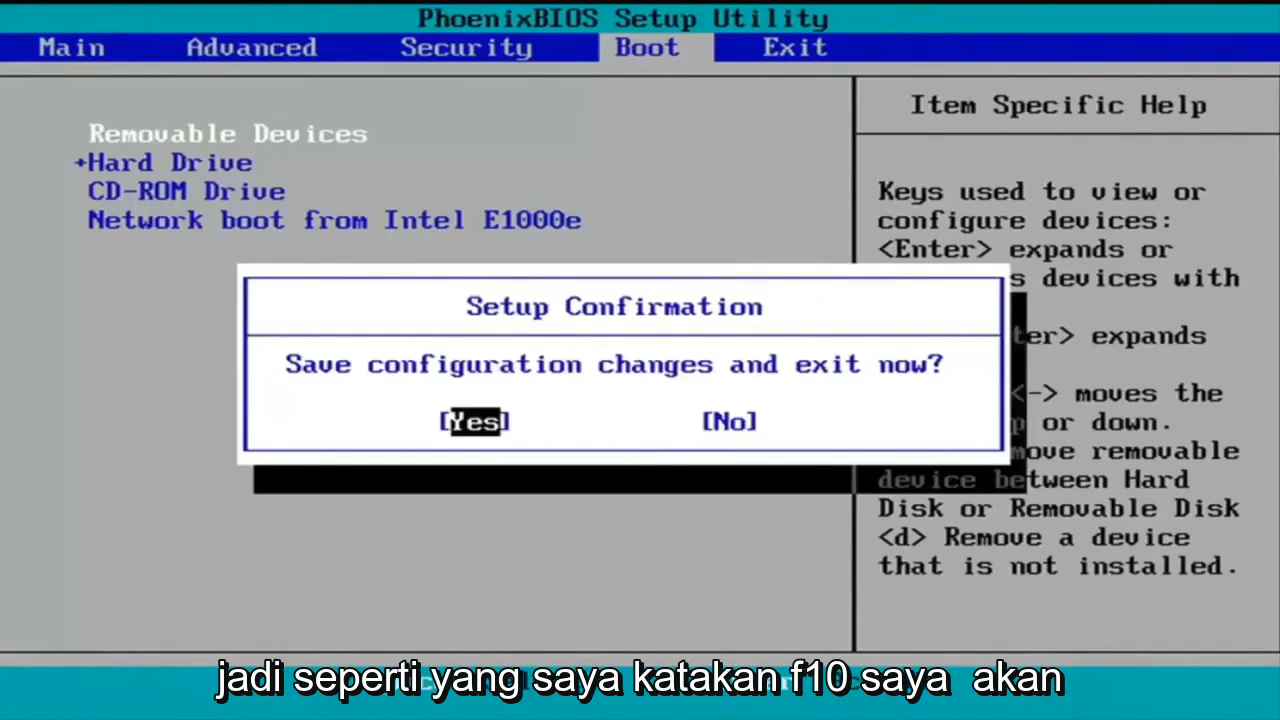 PhoenixBIOS Setup Utility
Main Advanced Security Boot Exit
Removable Devices
+Hard Drive
CD-ROM Drive
Network boot from Intel E1000e
Item Specific Help
Keys used to view or
configure devices:
<Enter> expands or
s devices with
ter> expands
<-> moves the
p or down.
move removable
device between Hard
Disk or Removable Disk
<d> Remove a device
that is not installed.
Setup Confirmation
Save configuration changes and exit now?
[Yes] [No]
jadi seperti yang saya katakan f10 saya akan